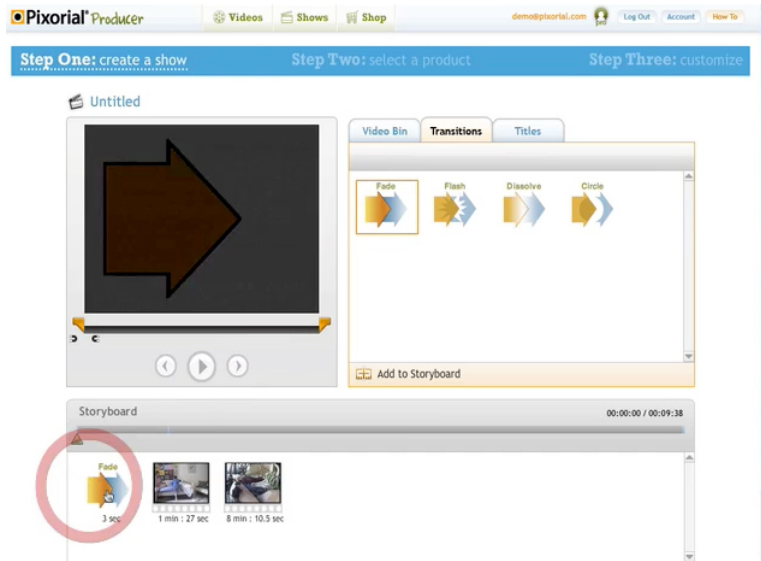 Pixorial® Producer
Videos
Shows
Shop
demo@pixorial.com
pro
Log Out
Account
How To
Step One: create a show
Step Two: select a product
Step Three: customize
Untitled
Video Bin
Transitions
Titles
Fade
Flash
Dissolve
Circle
Add to Storyboard
Storyboard
00:00:00 / 00:09:38
Fade
3 sec
1 min : 27 sec
8 min : 10.5 sec